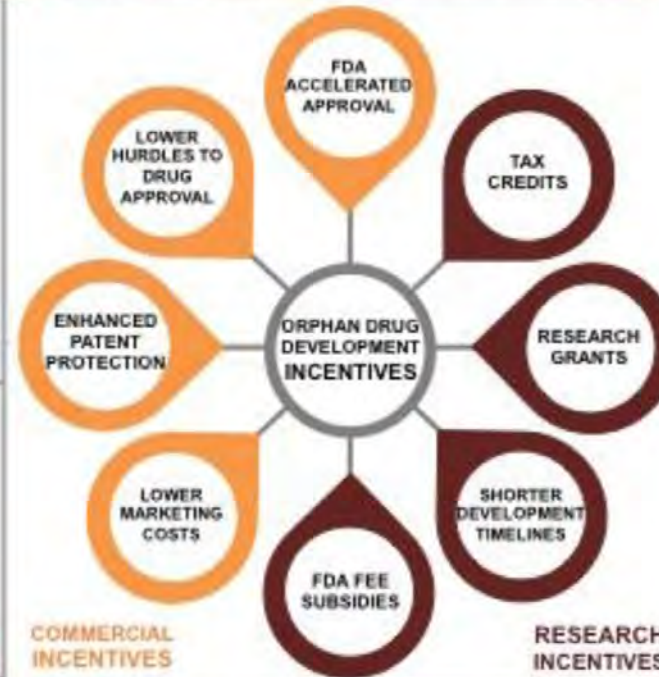 FDA
ACCELERATED
APPROVAL
TAX
CREDITS
RESEARCH
GRANTS
SHORTER
DEVELOPMENT
TIMELINES
FDA FEE
SUBSIDIES
LOWER
MARKETING
COSTS
ENHANCED
PATENT
PROTECTION
LOWER
HURDLES TO
DRUG
APPROVAL
ORPHAN DRUG
DEVELOPMENT
INCENTIVES
COMMERCIAL
INCENTIVES
RESEARCH
INCENTIVES